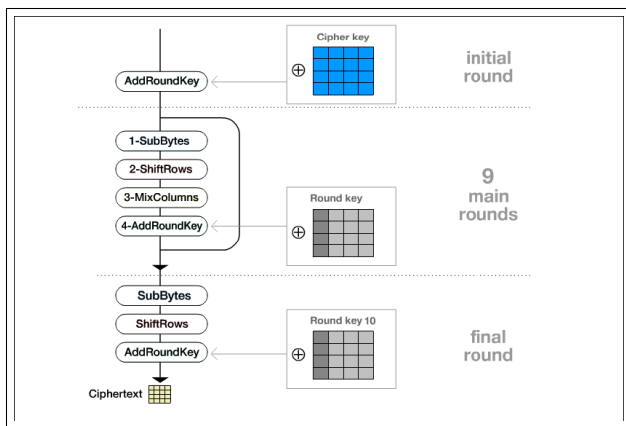 Cipher key
⊕
AddRoundKey
initial
round
1-SubBytes
2-ShiftRows
3-MixColumns
4-AddRoundKey
Round key
⊕
9
main
rounds
SubBytes
ShiftRows
AddRoundKey
Round key 10
⊕
final
round
Ciphertext